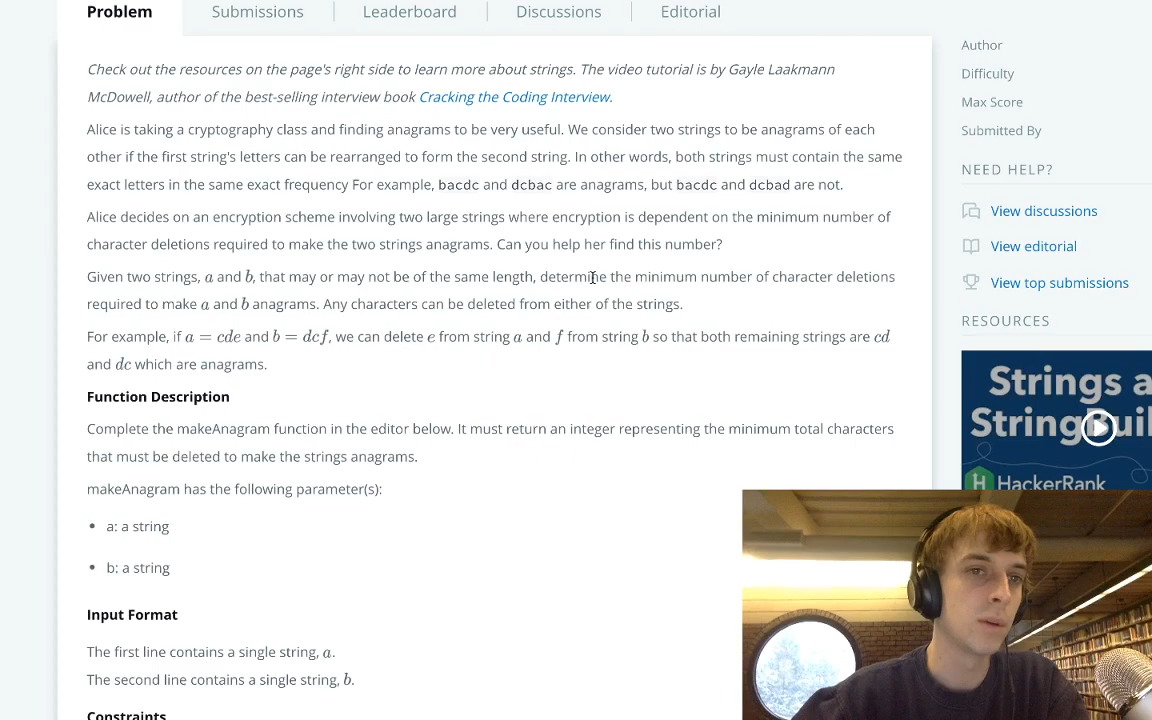 Problem
Submissions
Leaderboard
Discussions
Editorial
Check out the resources on the page's right side to learn more about strings. The video tutorial is by Gayle Laakmann
McDowell, author of the best-selling interview book Cracking the Coding Interview.
Alice is taking a cryptography class and finding anagrams to be very useful. We consider two strings to be anagrams of each
other if the first string's letters can be rearranged to form the second string. In other words, both strings must contain the same
exact letters in the same exact frequency For example, bacdc and dcbac are anagrams, but bacdc and dcbad are not.
Alice decides on an encryption scheme involving two large strings where encryption is dependent on the minimum number of
character deletions required to make the two strings anagrams. Can you help her find this number?
Given two strings, a and b, that may or may not be of the same length, determine the minimum number of character deletions
required to make a and b anagrams. Any characters can be deleted from either of the strings.
For example, if a = cde and b = dcf, we can delete e from string a and f from string b so that both remaining strings are cd
and dc which are anagrams.
Function Description
Complete the makeAnagram function in the editor below. It must return an integer representing the minimum total characters
that must be deleted to make the strings anagrams.
makeAnagram has the following parameter(s):
• a: a string
• b: a string
Input Format
The first line contains a single string, a.
The second line contains a single string, b.
Constraints
Author
Difficulty
Max Score
Submitted By
NEED HELP?
View discussions
View editorial
View top submissions
RESOURCES
Strings a
StringBuil
HackerRank